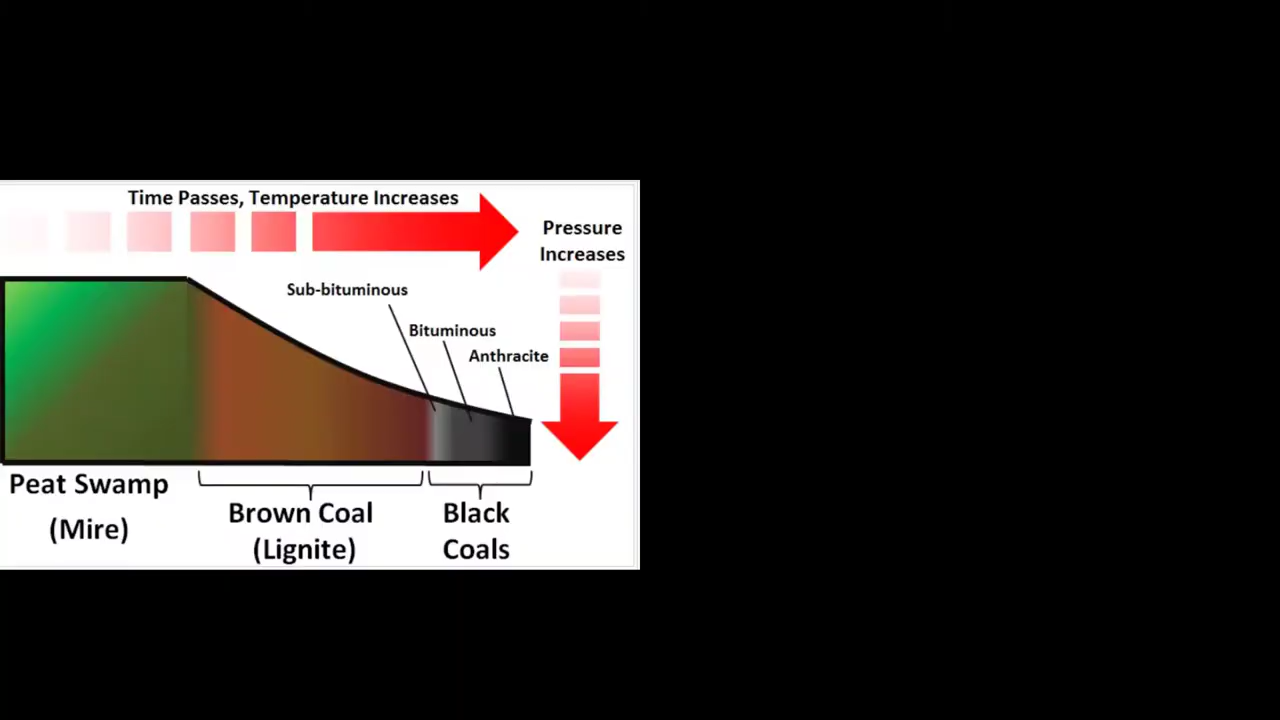 Time Passes, Temperature Increases
Pressure
Increases
Sub-bituminous
Bituminous
Anthracite
Peat Swamp
(Mire)
Brown Coal
(Lignite)
Black
Coals